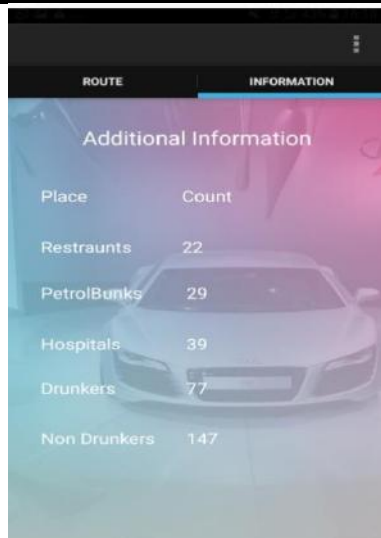 ROUTE INFORMATION
Additional Information
Place Count
Restraunts 22
PetrolBunks 29
Hospitals 39
Drunkers 77
Non Drunkers 147